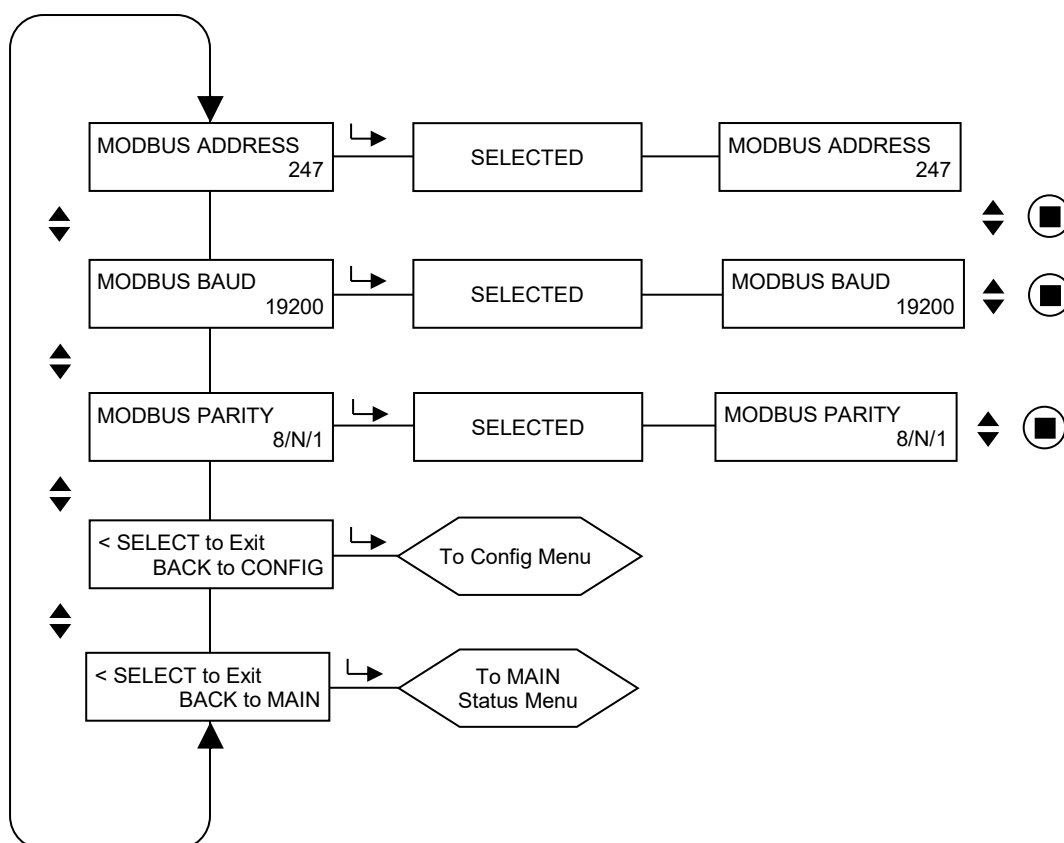 MODBUS ADDRESS
247
SELECTED
MODBUS ADDRESS
247
MODBUS BAUD
19200
SELECTED
MODBUS BAUD
19200
MODBUS PARITY
8/N/1
SELECTED
MODBUS PARITY
8/N/1
< SELECT to Exit
BACK to CONFIG
To Config Menu
< SELECT to Exit
BACK to MAIN
To MAIN
Status Menu